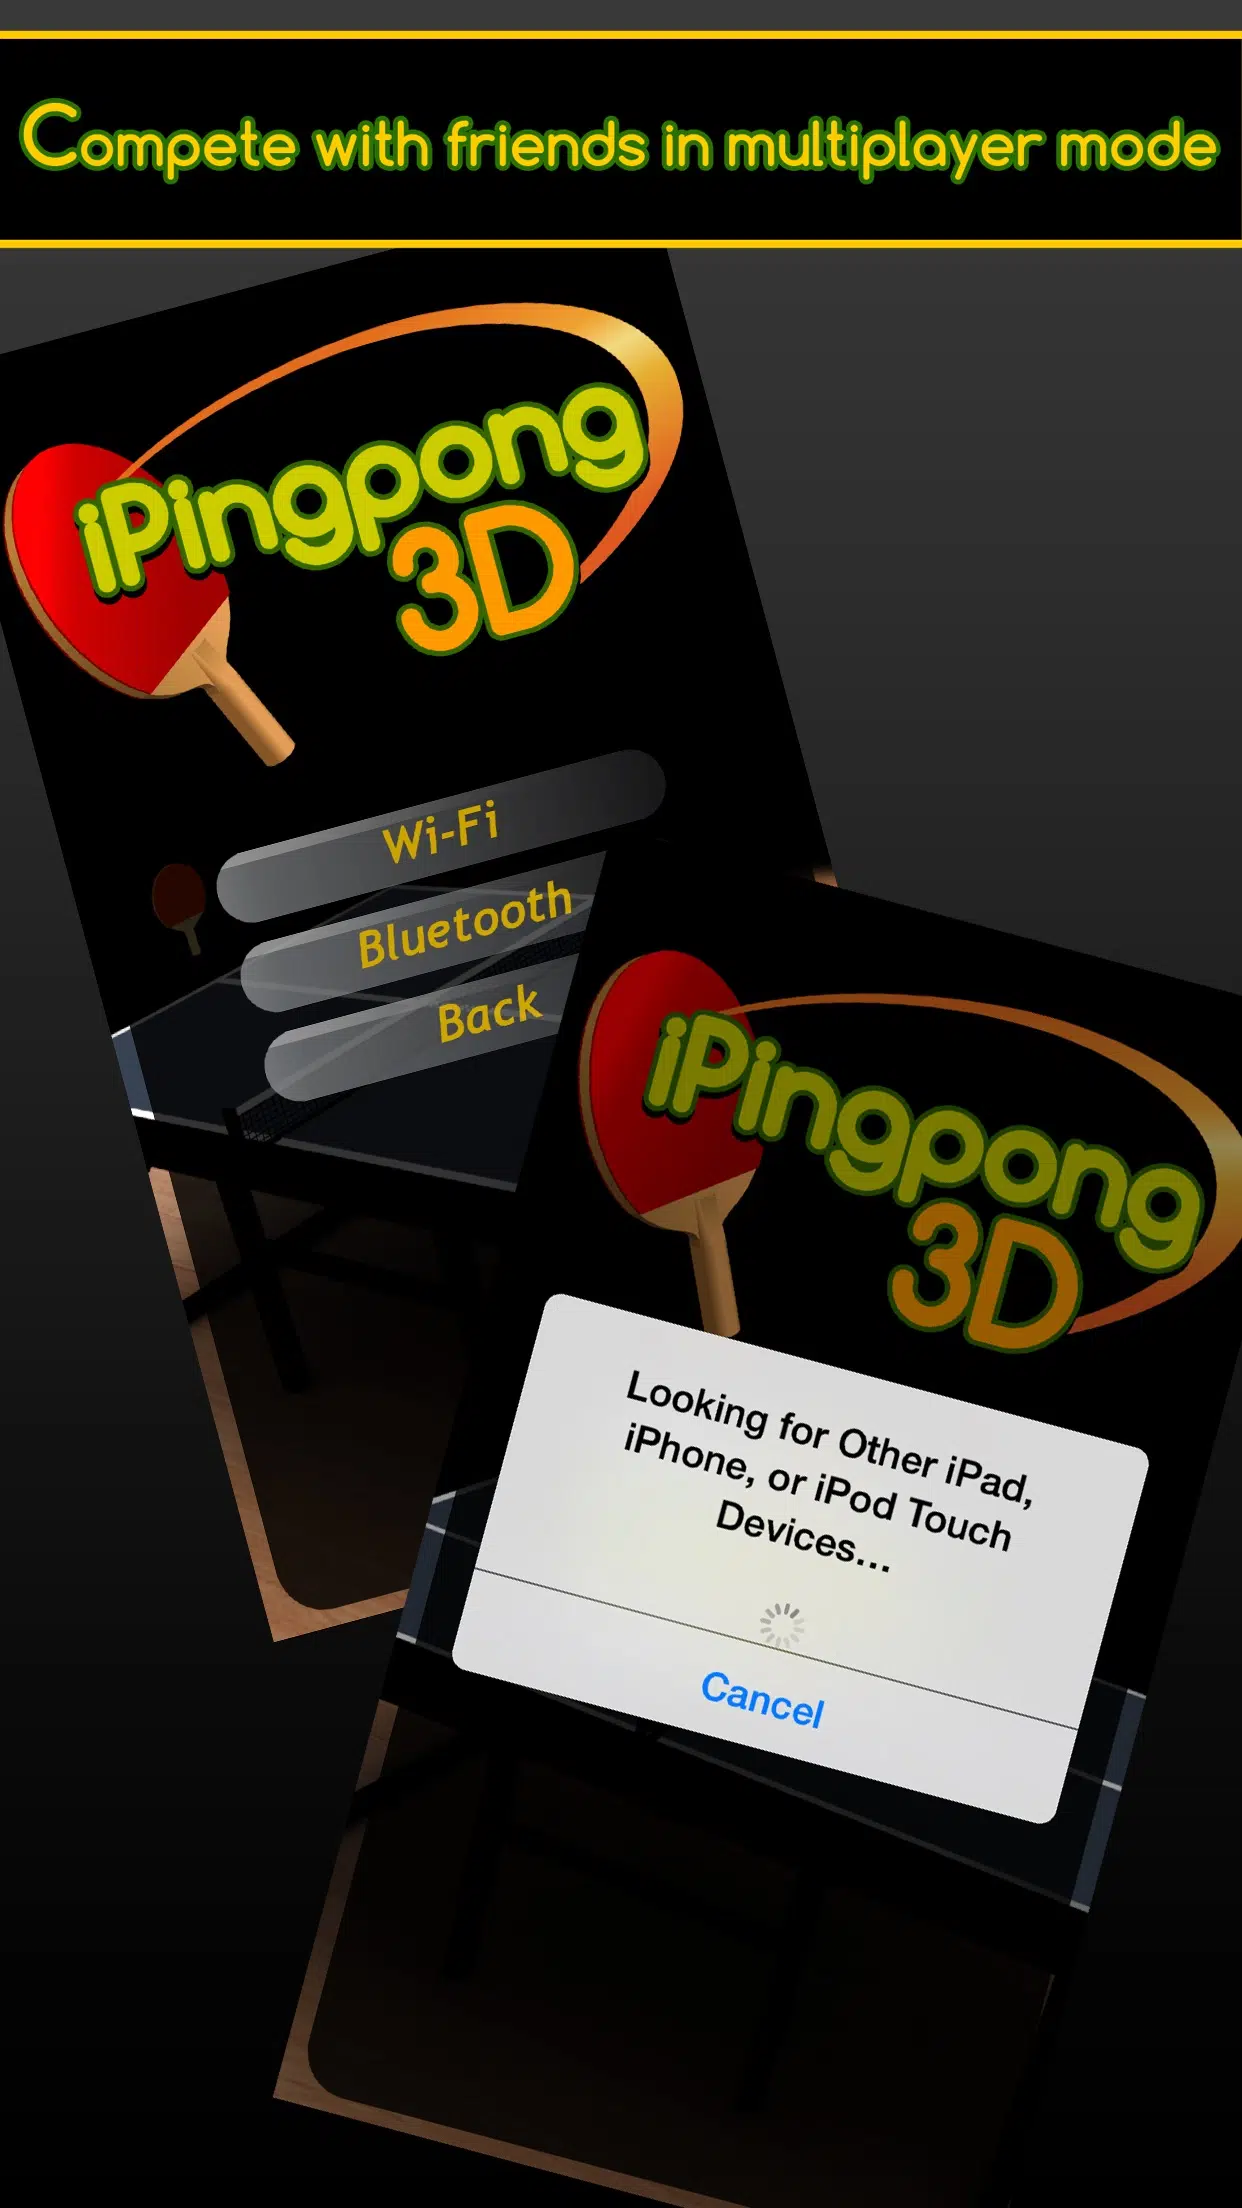 Compete with friends in multiplayer mode
iPingpong
3D
Wi-Fi
Bluetooth
Back
iPingpong
3D
Looking for Other iPad,
iPhone, or iPod Touch
Devices...
Cancel